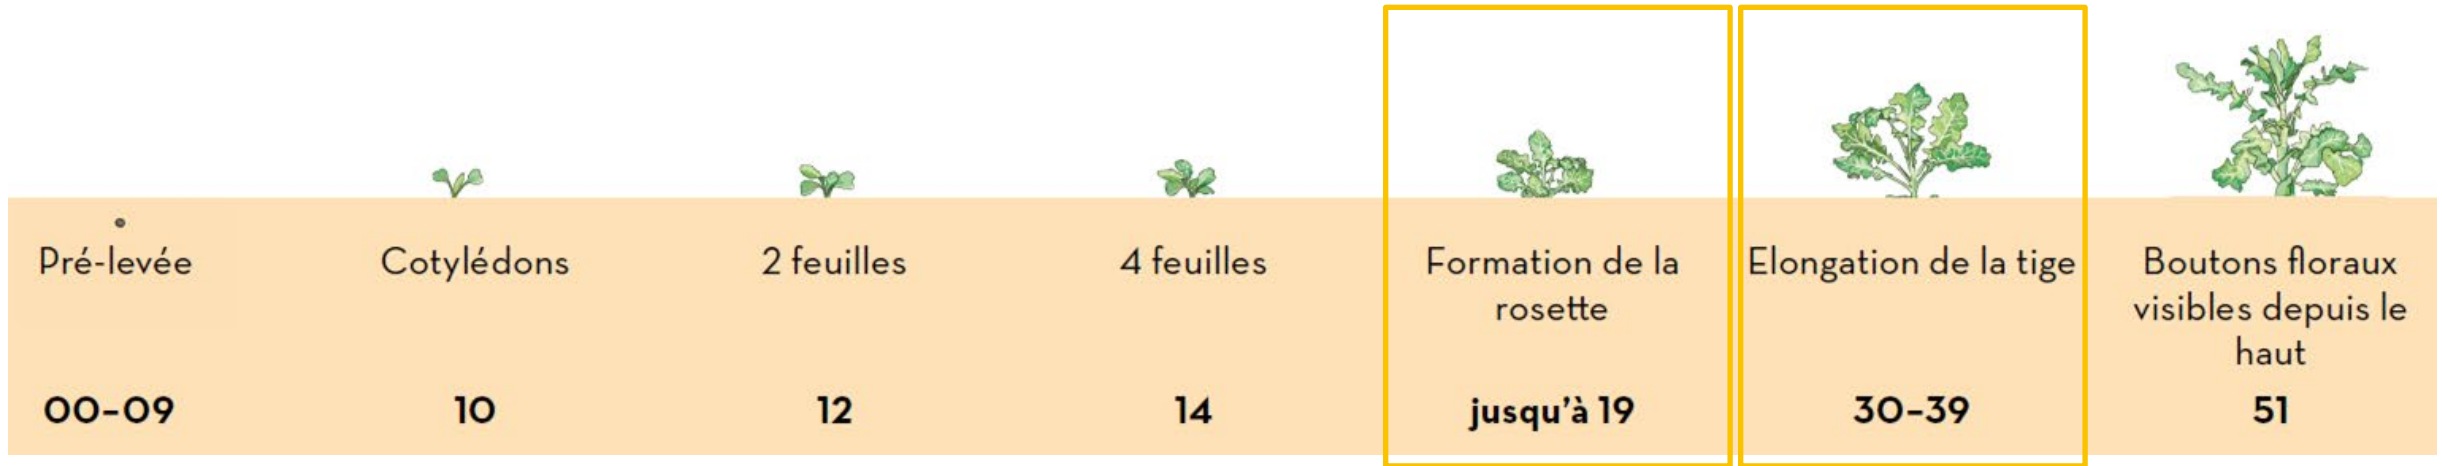 Pré-levée
Cotylédons
2 feuilles
4 feuilles
Formation de la
rosette
Elongation de la tige
Boutons floraux
visibles depuis le
haut
00-09
10
12
14
jusqu'à 19
30-39
51